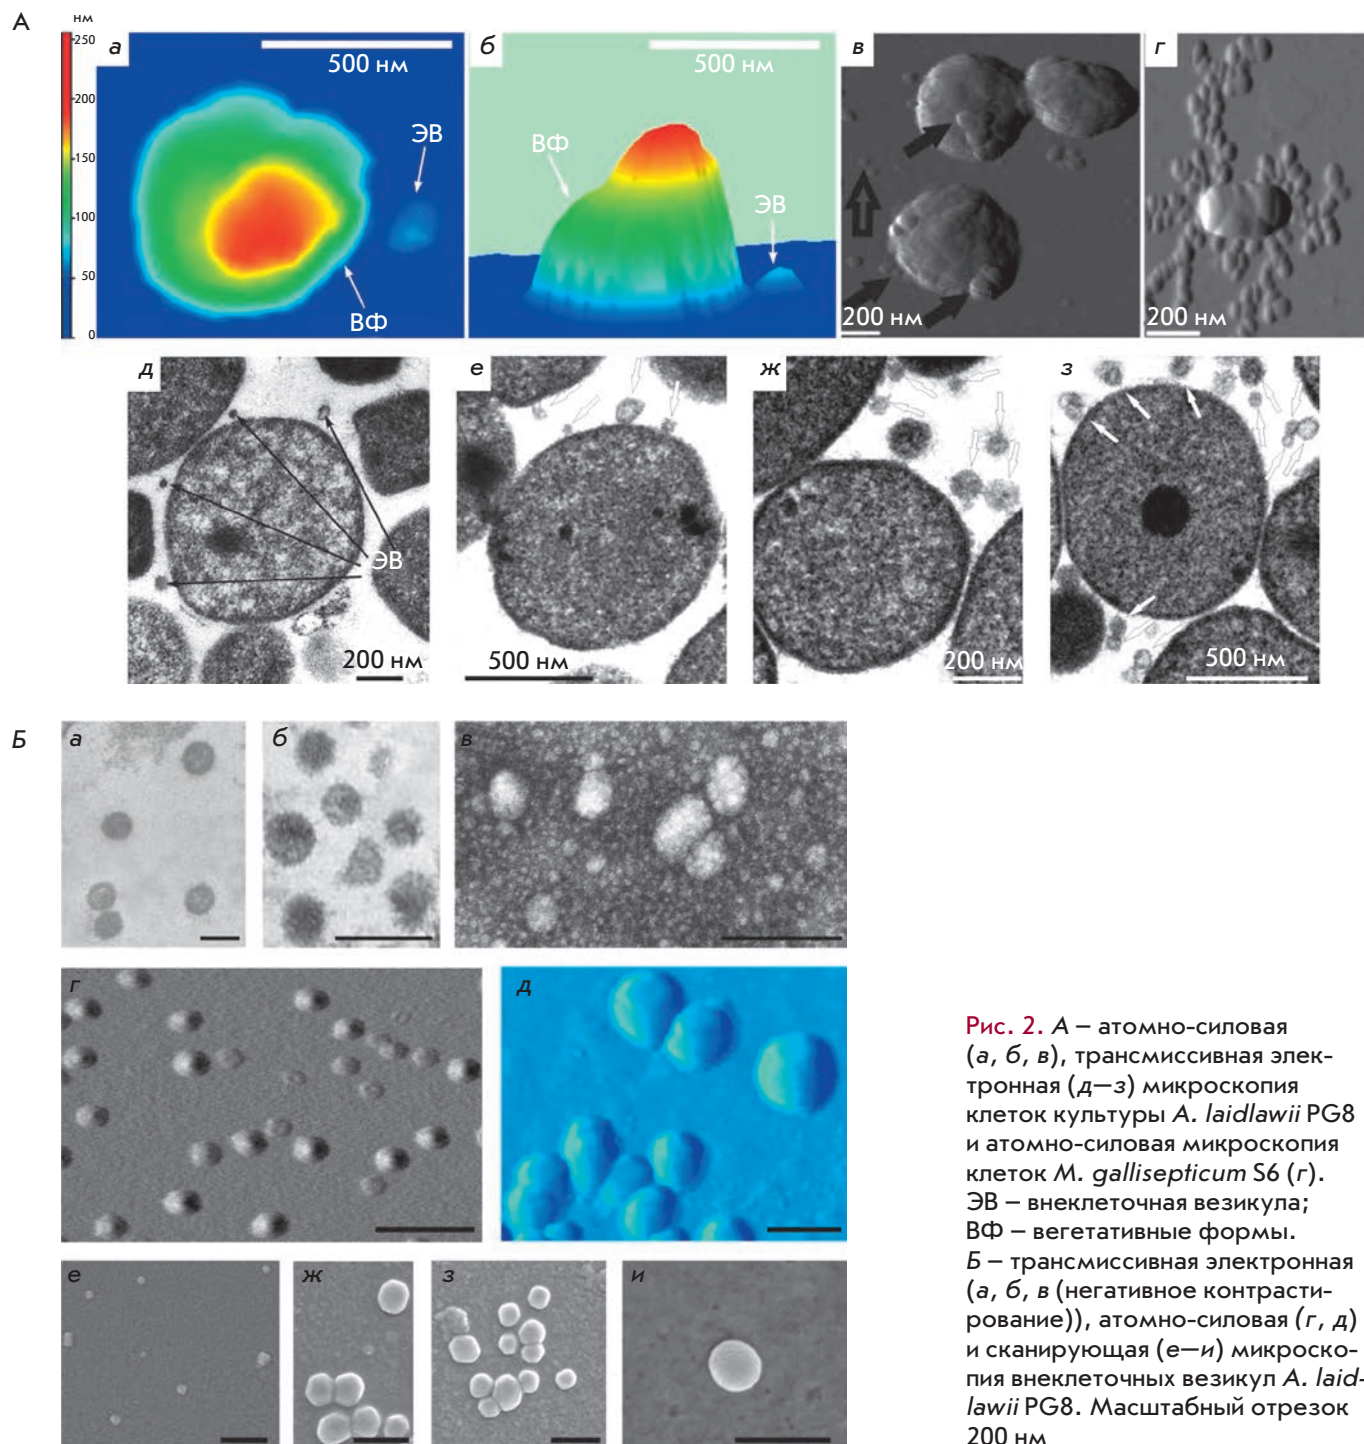 А
нм
250
200
150
100
50
0
а
500 нм
ЭВ
ВФ
б
500 нм
ВФ
ЭВ
в
200 нм
г
200 нм
д
ЭВ
200 нм
е
500 нм
ж
200 нм
з
500 нм
Б
а
б
в
г
д
е
ж
з
и
Рис. 2. А – атомно-силовая
(а, б, в), трансмиссивная элек-
тронная (д–з) микроскопия
клеток культуры A. laidlawii PG8
и атомно-силовая микроскопия
клеток M. gallisepticum S6 (г).
ЭВ – внеклеточная везикула;
ВФ – вегетативные формы.
Б – трансмиссивная электронная
(а, б, в (негативное контрасти-
рование)), атомно-силовая (г, д)
и сканирующая (е–и) микроско-
пия внеклеточных везикул A. laid-
lawii PG8. Масштабный отрезок
200 нм